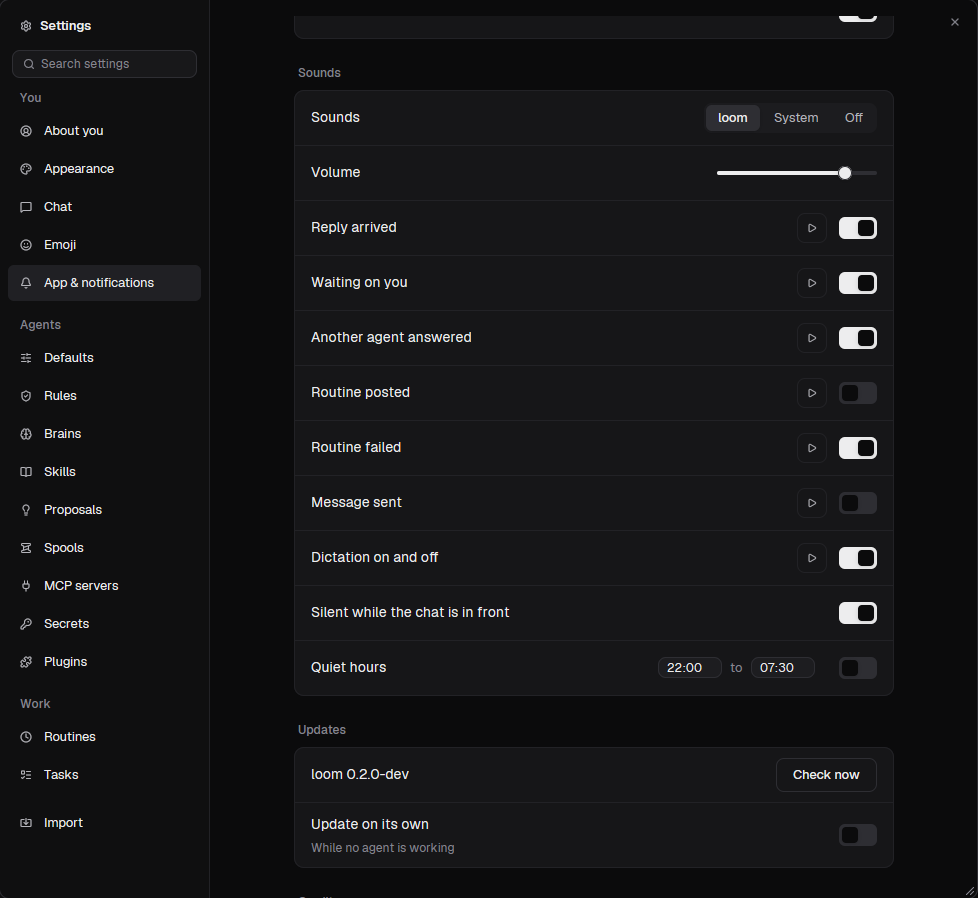 Settings
Search settings
You
About you
Appearance
Chat
Emoji
App & notifications
Agents
Defaults
Rules
Brains
Skills
Proposals
Spools
MCP servers
Secrets
Plugins
Work
Routines
Tasks
Import
Sounds
Sounds
loom System Off
Volume
Reply arrived
Waiting on you
Another agent answered
Routine posted
Routine failed
Message sent
Dictation on and off
Silent while the chat is in front
Quiet hours 22:00 to 07:30
Updates
loom 0.2.0-dev Check now
Update on its own
While no agent is working